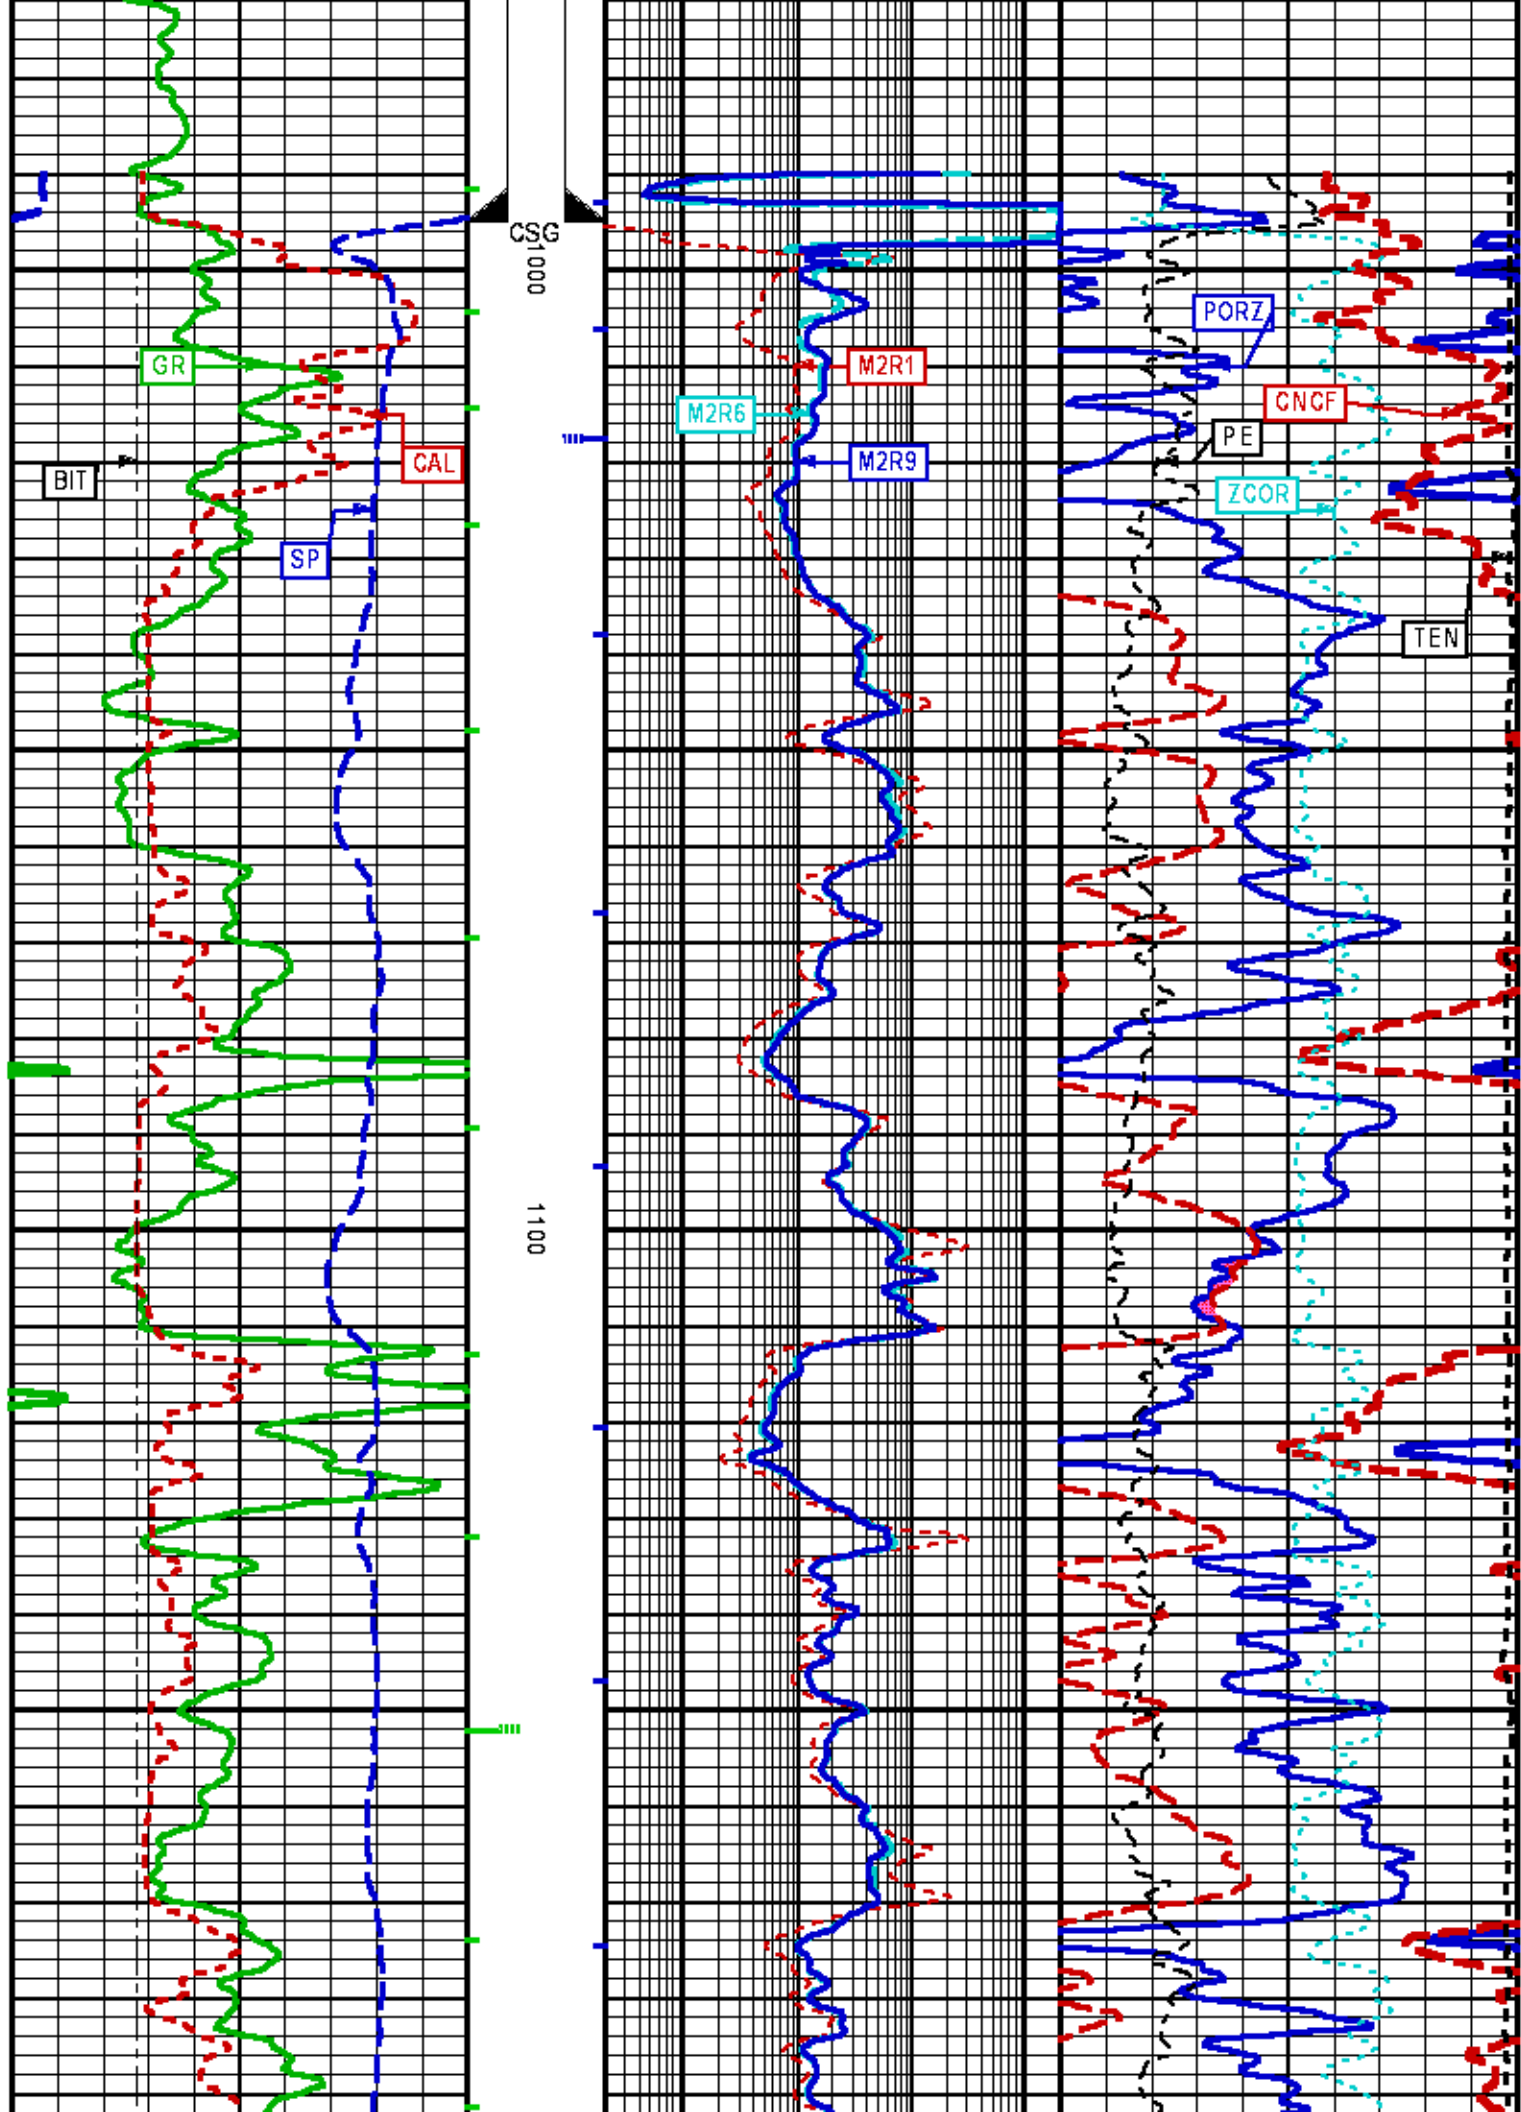 CSG
1000
PORZ
GR
M2R1
CNCF
M2R6
PE
CAL
M2R9
BIT
ZCOR
SP
TEN
1100